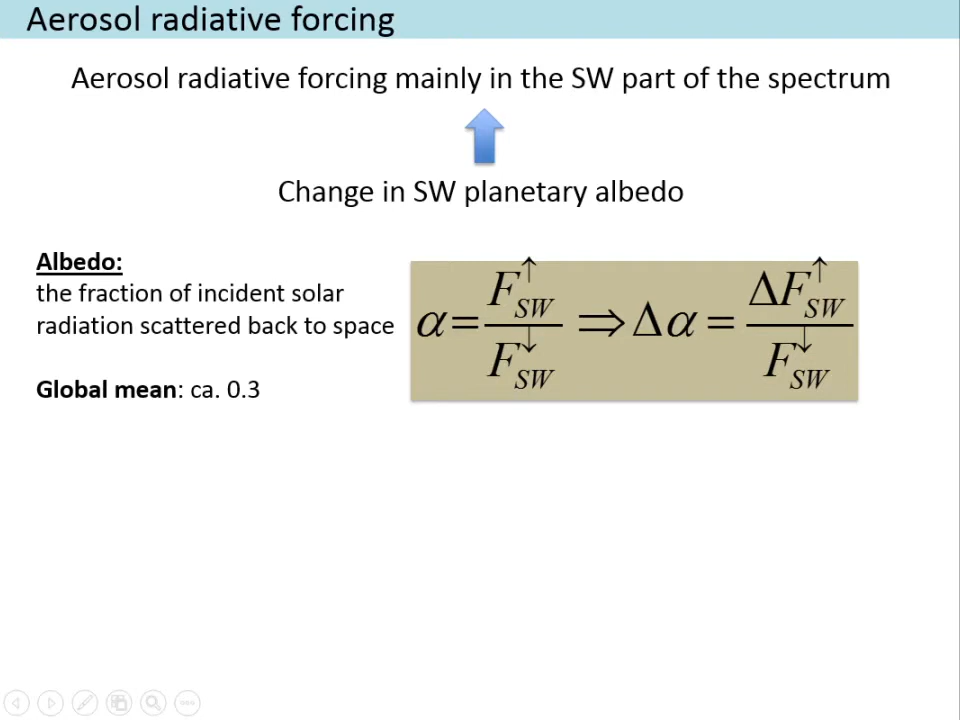 Aerosol radiative forcing
Aerosol radiative forcing mainly in the SW part of the spectrum
Change in SW planetary albedo
Albedo:
the fraction of incident solar
radiation scattered back to space
Global mean: ca. 0.3
α = F↑SW / F↓SW ⇒ Δα = ΔF↑SW / F↓SW